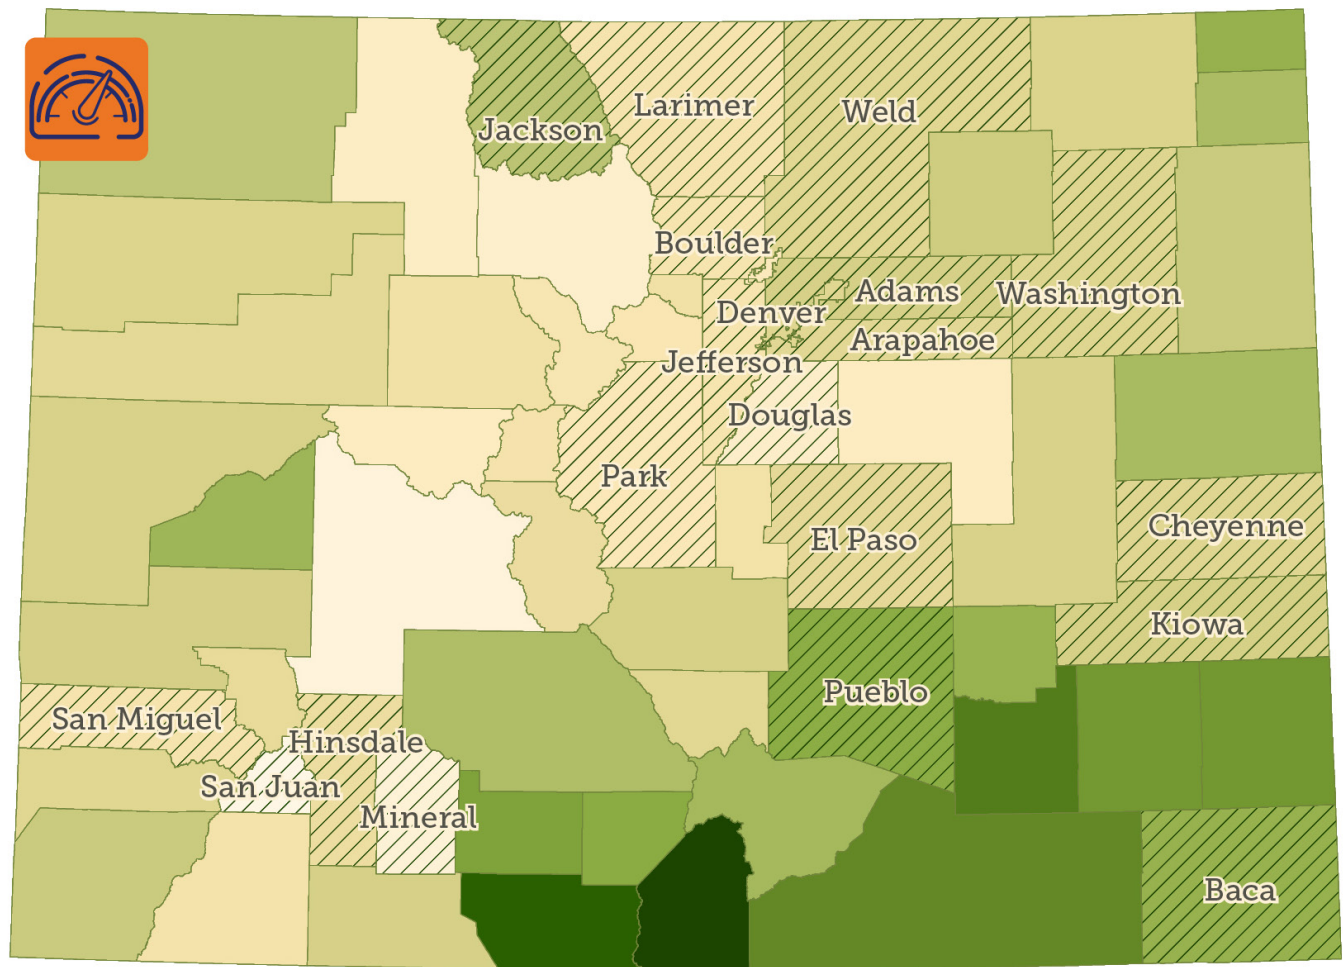 Larimer
Weld
Jackson
Boulder
Adams
Washington
Denver
Arapahoe
Jefferson
Douglas
Park
Cheyenne
El Paso
Kiowa
Pueblo
San Miguel
Hinsdale
San Juan
Mineral
Baca